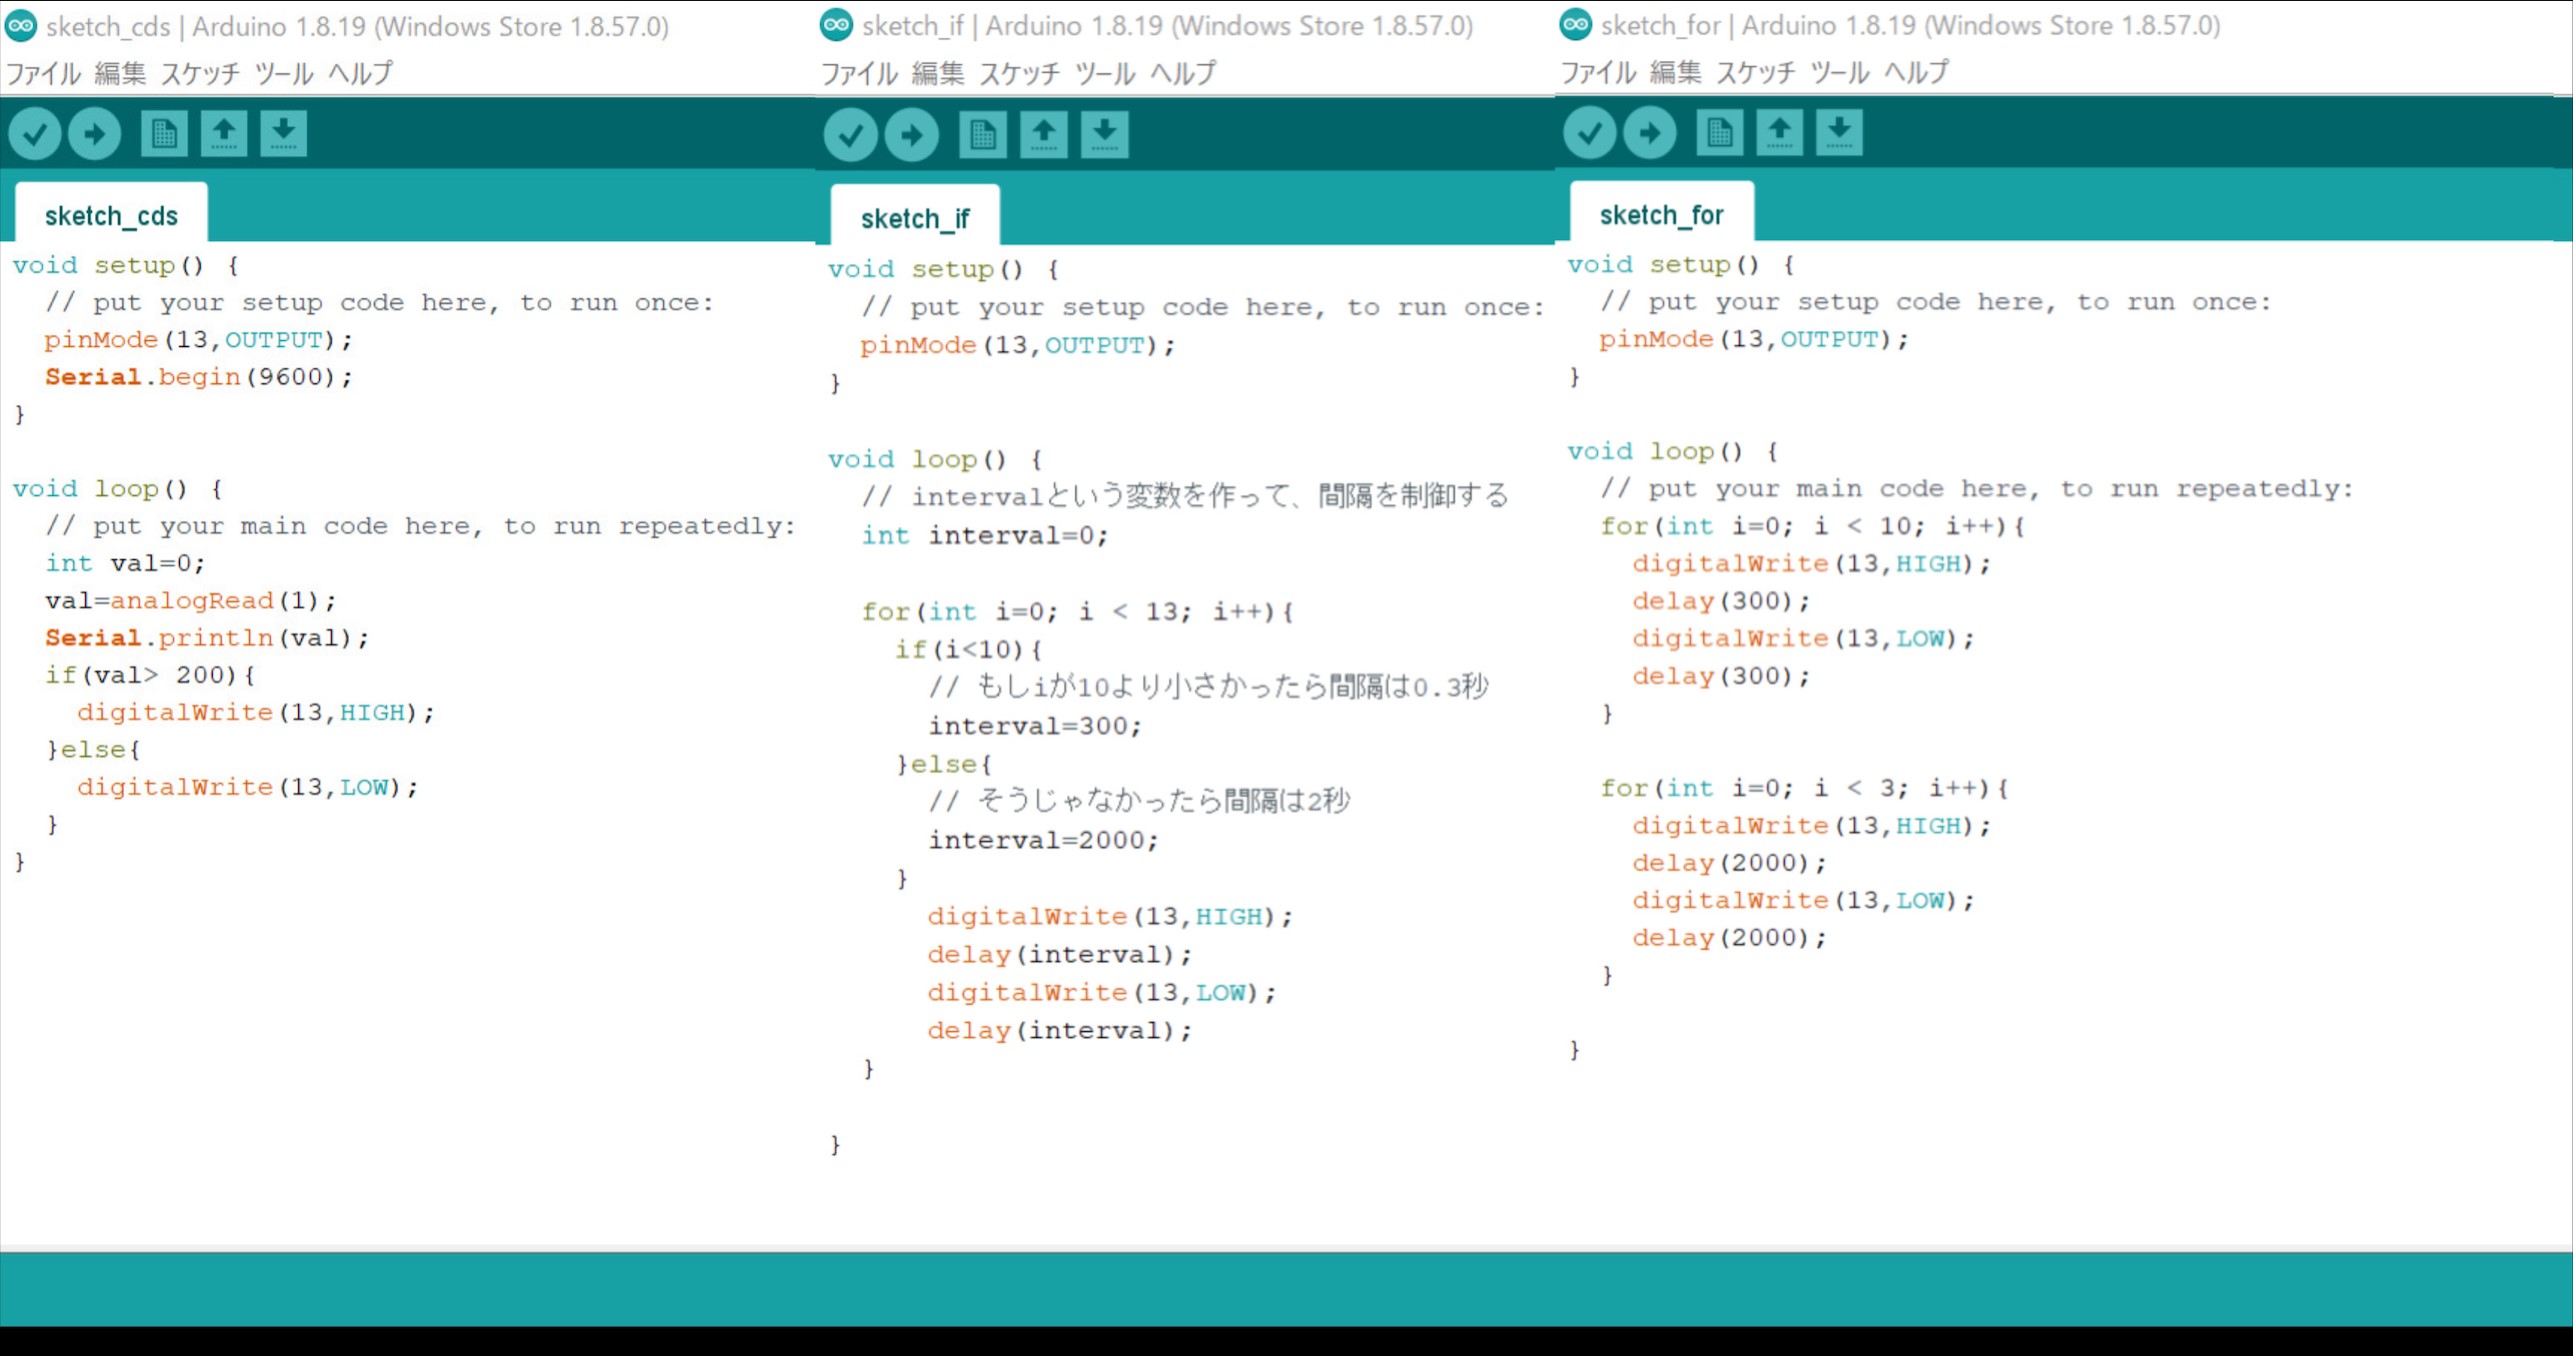 sketch_cds | Arduino 1.8.19 (Windows Store 1.8.57.0)
ファイル 編集 スケッチ ツール ヘルプ
sketch_cds
void setup() {
  // put your setup code here, to run once:
  pinMode(13,OUTPUT);
  Serial.begin(9600);
}

void loop() {
  // put your main code here, to run repeatedly:
  int val=0;
  val=analogRead(1);
  Serial.println(val);
  if(val> 200){
    digitalWrite(13,HIGH);
  }else{
    digitalWrite(13,LOW);
  }
}
sketch_if | Arduino 1.8.19 (Windows Store 1.8.57.0)
ファイル 編集 スケッチ ツール ヘルプ
sketch_if
void setup() {
  // put your setup code here, to run once:
  pinMode(13,OUTPUT);
}

void loop() {
  // intervalという変数を作って、間隔を制御する
  int interval=0;

  for(int i=0; i < 13; i++){
    if(i<10){
      // もしiが10より小さかったら間隔は0.3秒
      interval=300;
    }else{
      // そうじゃなかったら間隔は2秒
      interval=2000;
    }
      digitalWrite(13,HIGH);
      delay(interval);
      digitalWrite(13,LOW);
      delay(interval);
  }

}
sketch_for | Arduino 1.8.19 (Windows Store 1.8.57.0)
ファイル 編集 スケッチ ツール ヘルプ
sketch_for
void setup() {
  // put your setup code here, to run once:
  pinMode(13,OUTPUT);
}

void loop() {
  // put your main code here, to run repeatedly:
  for(int i=0; i < 10; i++){
    digitalWrite(13,HIGH);
    delay(300);
    digitalWrite(13,LOW);
    delay(300);
  }

  for(int i=0; i < 3; i++){
    digitalWrite(13,HIGH);
    delay(2000);
    digitalWrite(13,LOW);
    delay(2000);
  }

}